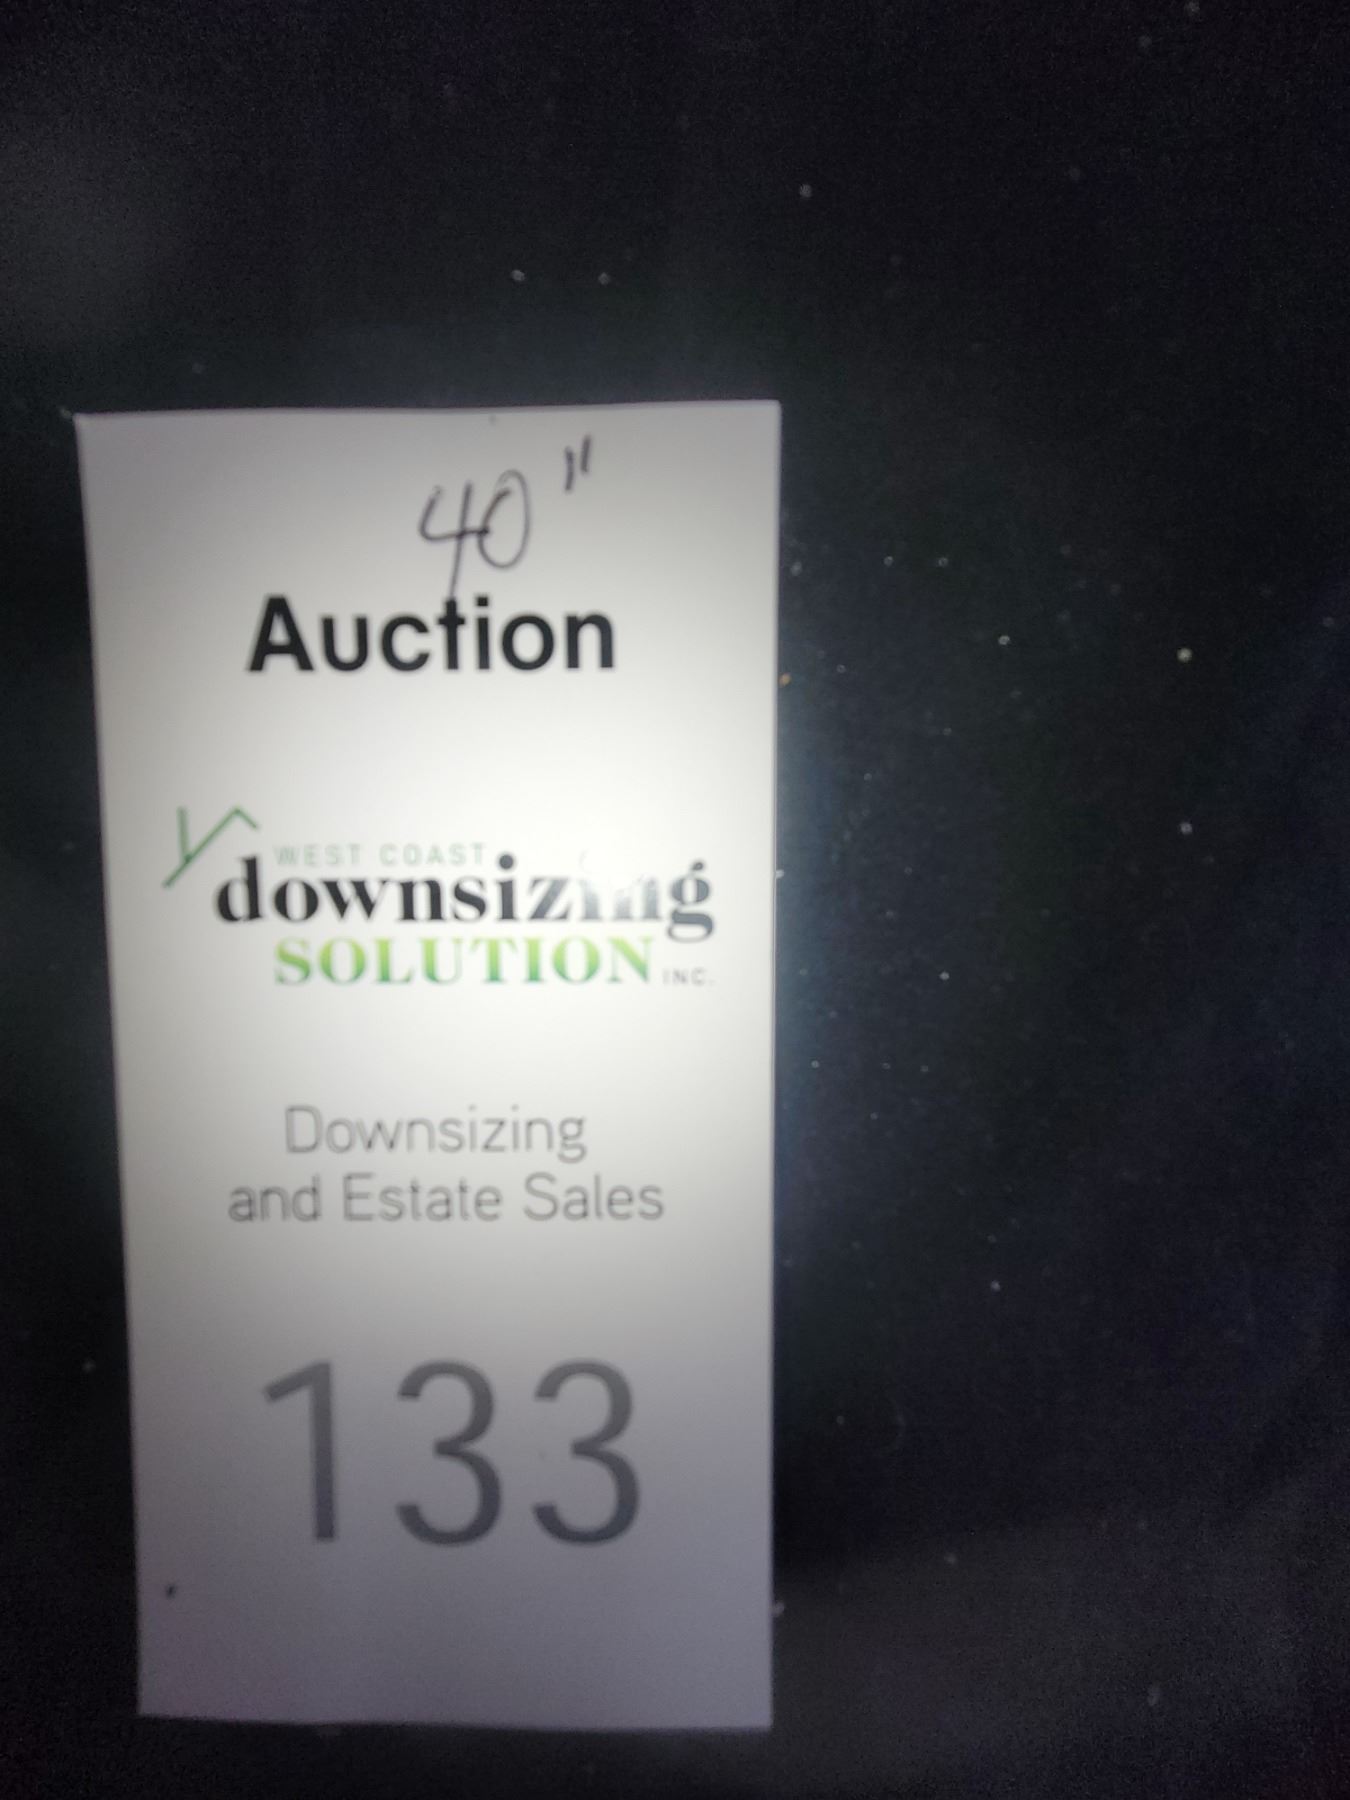 40"
Auction
WEST COAST
downsizing
SOLUTION INC.
Downsizing
and Estate Sales
133